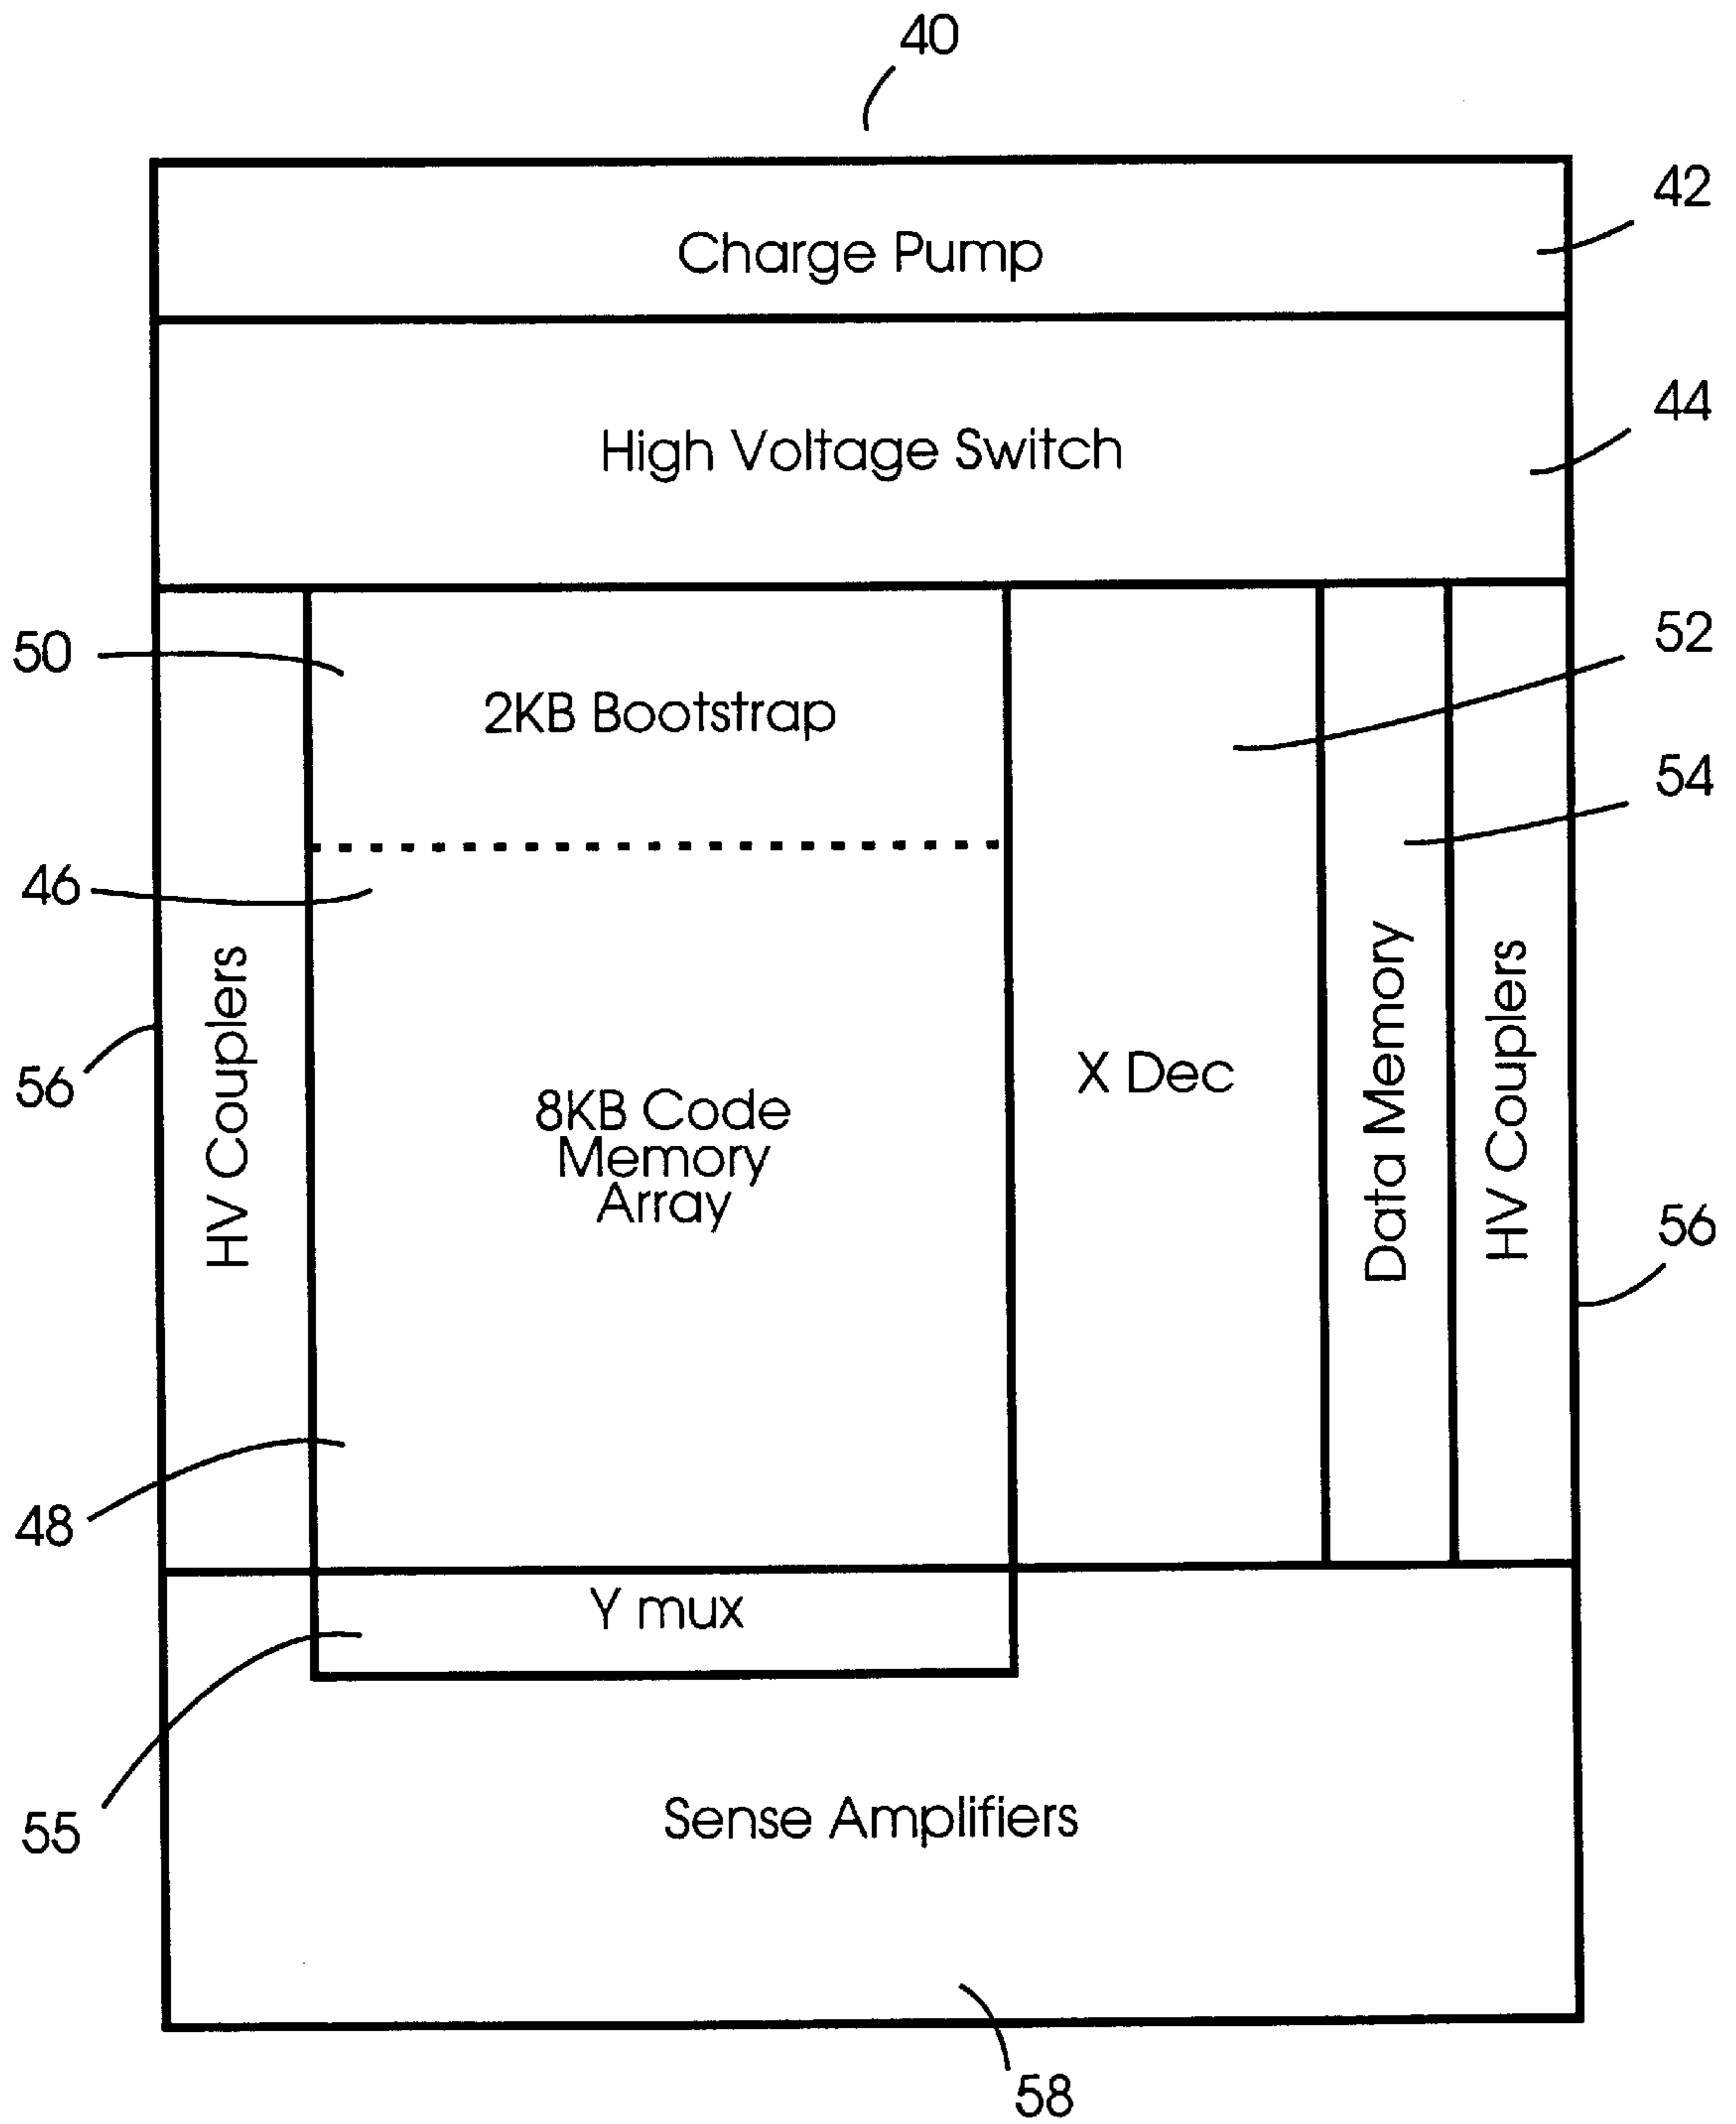 40
42
Charge Pump
44
High Voltage Switch
50
2KB Bootstrap
52
54
46
HV Couplers
8KB Code
Memory
Array
X Dec
Data Memory
HV Couplers
56
56
48
Y mux
55
Sense Amplifiers
58